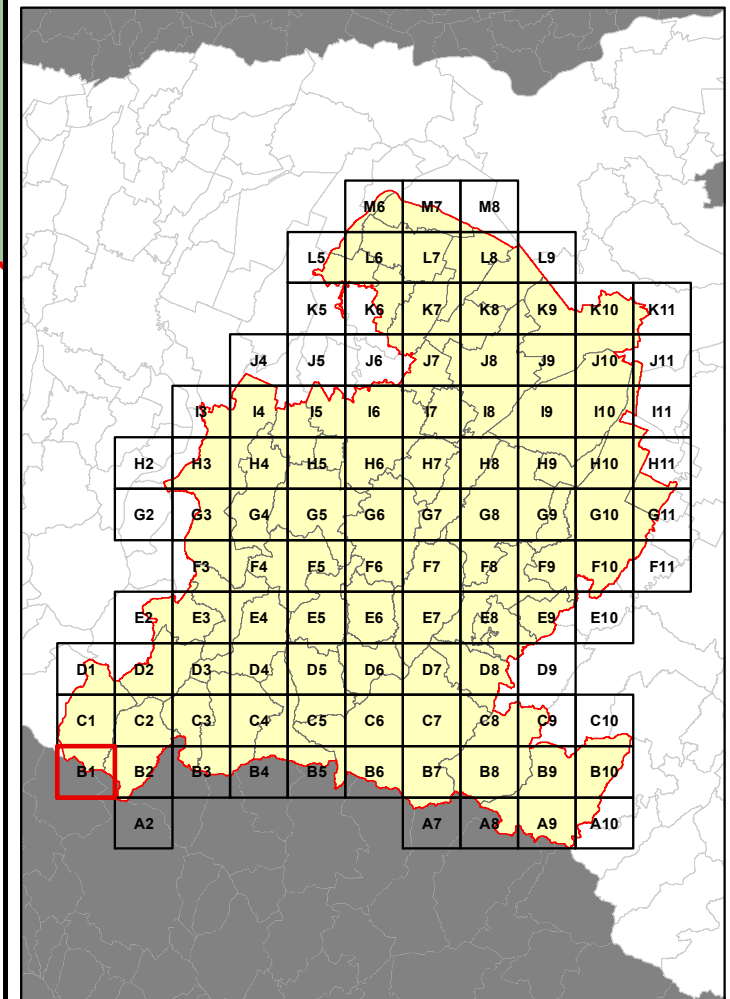 M6 M7 M8
L5 L6 L7 L8 L9
K5 K6 K7 K8 K9 K10 K11
J4 J5 J6 J7 J8 J9 J10 J11
I3 I4 I5 I6 I7 I8 I9 I10 I11
H2 H3 H4 H5 H6 H7 H8 H9 H10 H11
G2 G3 G4 G5 G6 G7 G8 G9 G10 G11
F3 F4 F5 F6 F7 F8 F9 F10 F11
E2 E3 E4 E5 E6 E7 E8 E9 E10
D1 D2 D3 D4 D5 D6 D7 D8 D9
C1 C2 C3 C4 C5 C6 C7 C8 C9 C10
B1 B2 B3 B4 B5 B6 B7 B8 B9 B10
A2 A7 A8 A9 A10